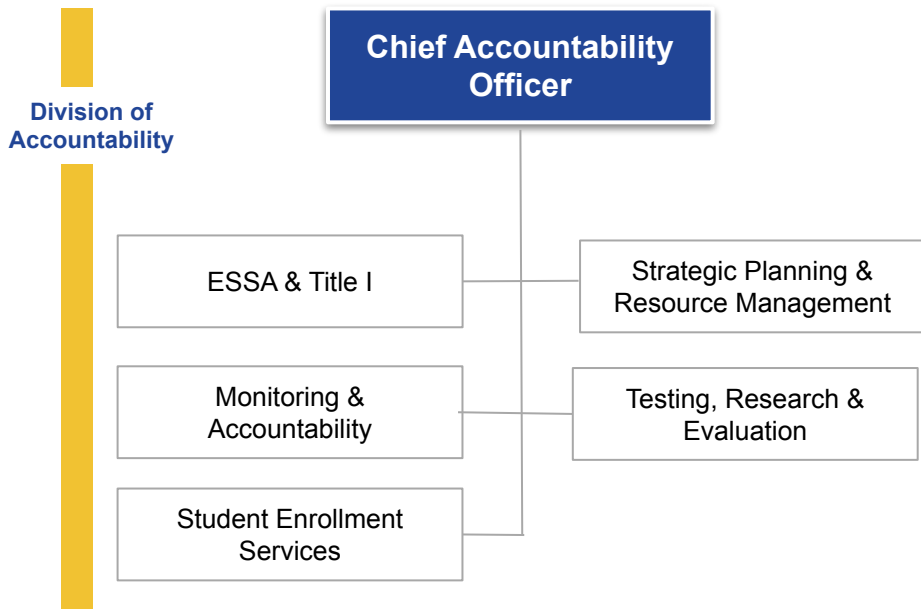 Chief Accountability
Officer
Division of
Accountability
ESSA & Title I
Strategic Planning &
Resource Management
Monitoring &
Accountability
Testing, Research &
Evaluation
Student Enrollment
Services